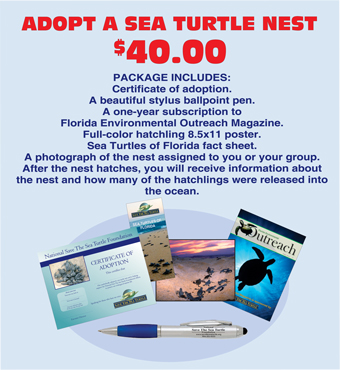 ADOPT A SEA TURTLE NEST
$40.00
PACKAGE INCLUDES:
Certificate of adoption.
A beautiful stylus ballpoint pen.
A one-year subscription to
Florida Environmental Outreach Magazine.
Full-color hatchling 8.5x11 poster.
Sea Turtles of Florida fact sheet.
A photograph of the nest assigned to you or your group.
After the nest hatches, you will receive information about
the nest and how many of the hatchlings were released into
the ocean.
National Save The Sea Turtle Foundation
CERTIFICATE OF
ADOPTION
SEA TURTLES OF
FLORIDA
Outreach
Save The Sea Turtle